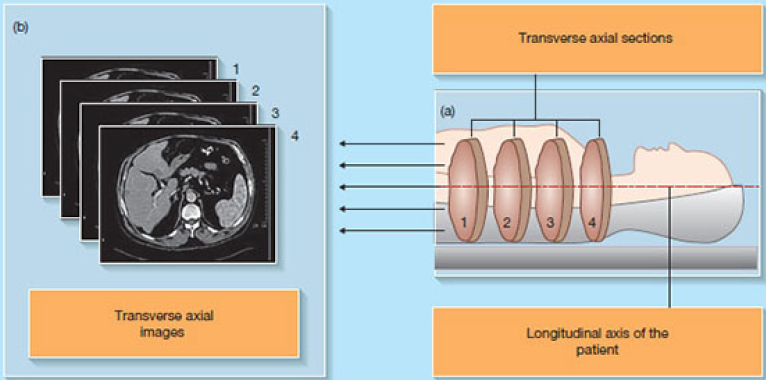 (b)
1
2
3
4
Transverse axial
images
Transverse axial sections
(a)
1 2 3 4
Longitudinal axis of the
patient